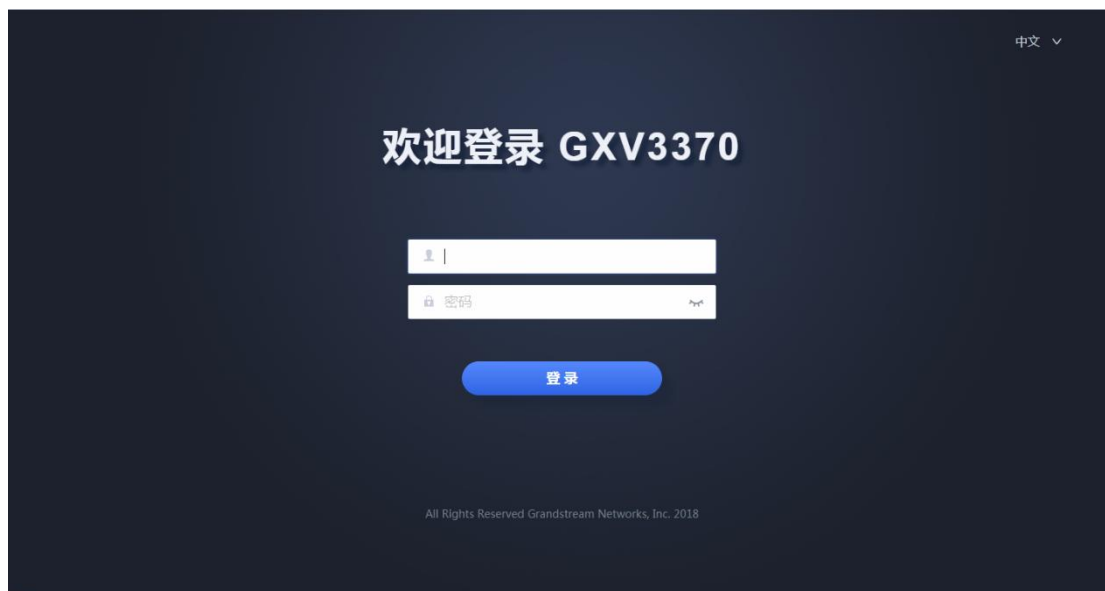 中文
欢迎登录 GXV3370
密码
登录
All Rights Reserved Grandstream Networks, Inc. 2018